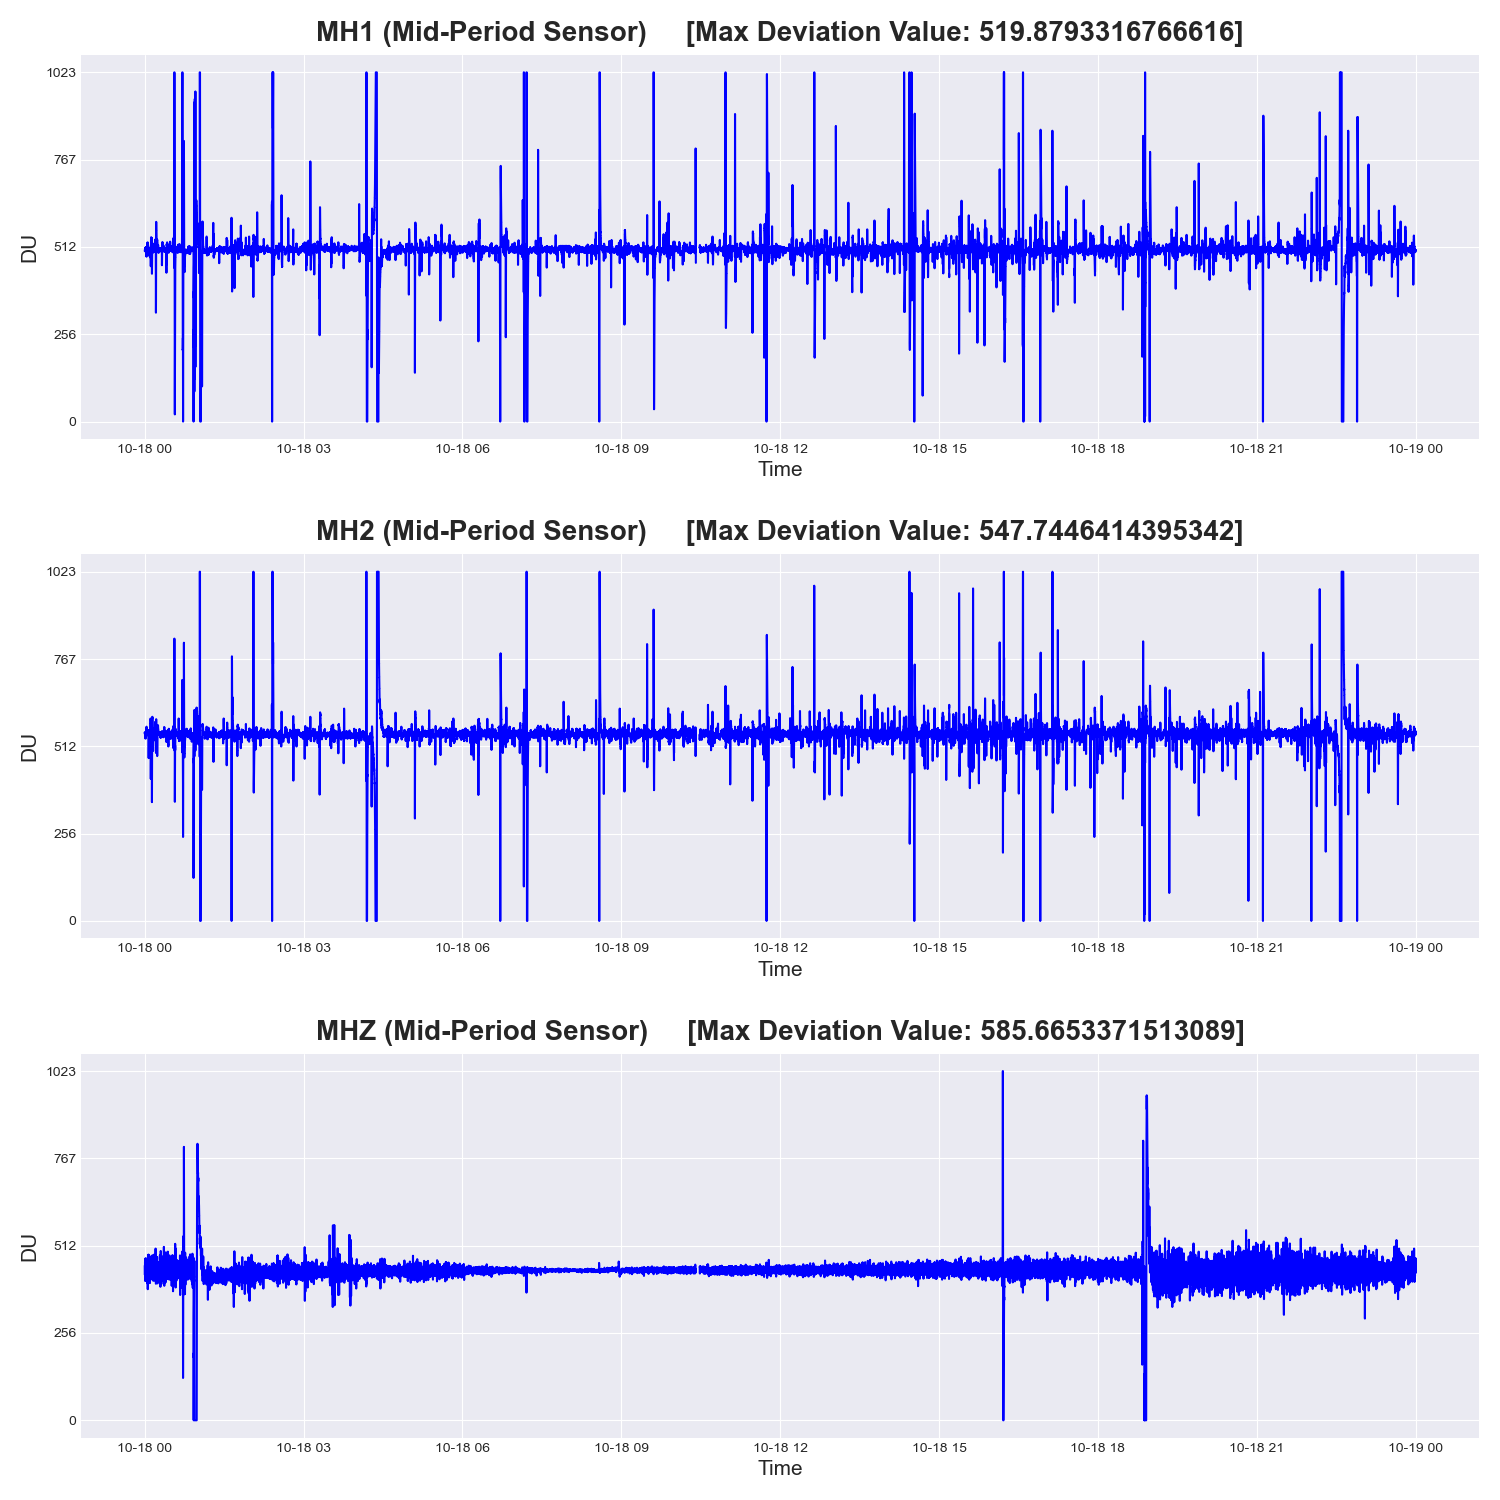 MH1 (Mid-Period Sensor)     [Max Deviation Value: 519.8793316766616]
1023
767
512
256
0
DU
10-18 00 10-18 03 10-18 06 10-18 09 10-18 12 10-18 15 10-18 18 10-18 21 10-19 00
Time
MH2 (Mid-Period Sensor)     [Max Deviation Value: 547.7446414395342]
1023
767
512
256
0
DU
10-18 00 10-18 03 10-18 06 10-18 09 10-18 12 10-18 15 10-18 18 10-18 21 10-19 00
Time
MHZ (Mid-Period Sensor)     [Max Deviation Value: 585.6653371513089]
1023
767
512
256
0
DU
10-18 00 10-18 03 10-18 06 10-18 09 10-18 12 10-18 15 10-18 18 10-18 21 10-19 00
Time